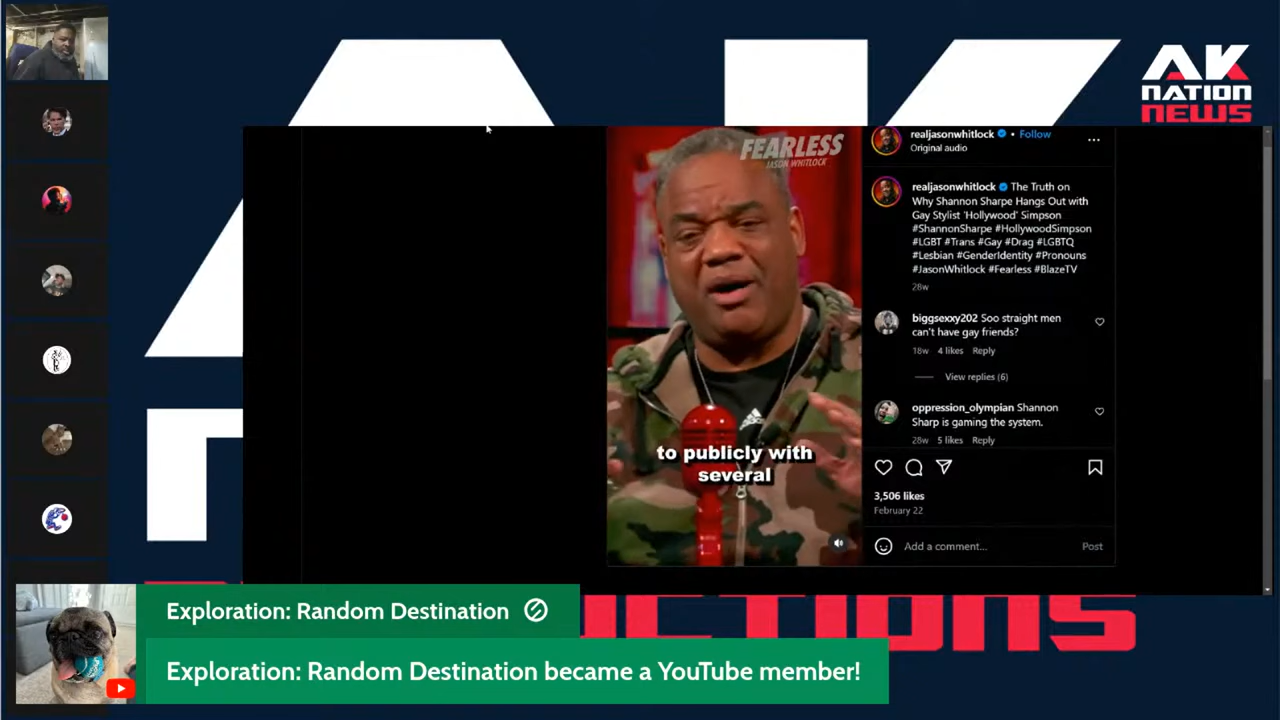 AK
NATION
NEWS
FEARLESS
JASON WHITLOCK
to publicly with
several
realjasonwhitlock • Follow
Original audio
realjasonwhitlock The Truth on
Why Shannon Sharpe Hangs Out with
Gay Stylist 'Hollywood' Simpson
#ShannonSharpe #HollywoodSimpson
#LGBT #Trans #Gay #Drag #LGBTQ
#Lesbian #GenderIdentity #Pronouns
#JasonWhitlock #Fearless #BlazeTV
28w
biggsexxy202 Soo straight men
can't have gay friends?
18w 4 likes Reply
View replies (6)
oppression_olympian Shannon
Sharp is gaming the system.
28w 5 likes Reply
3,506 likes
February 22
Add a comment... Post
Exploration: Random Destination
Exploration: Random Destination became a YouTube member!